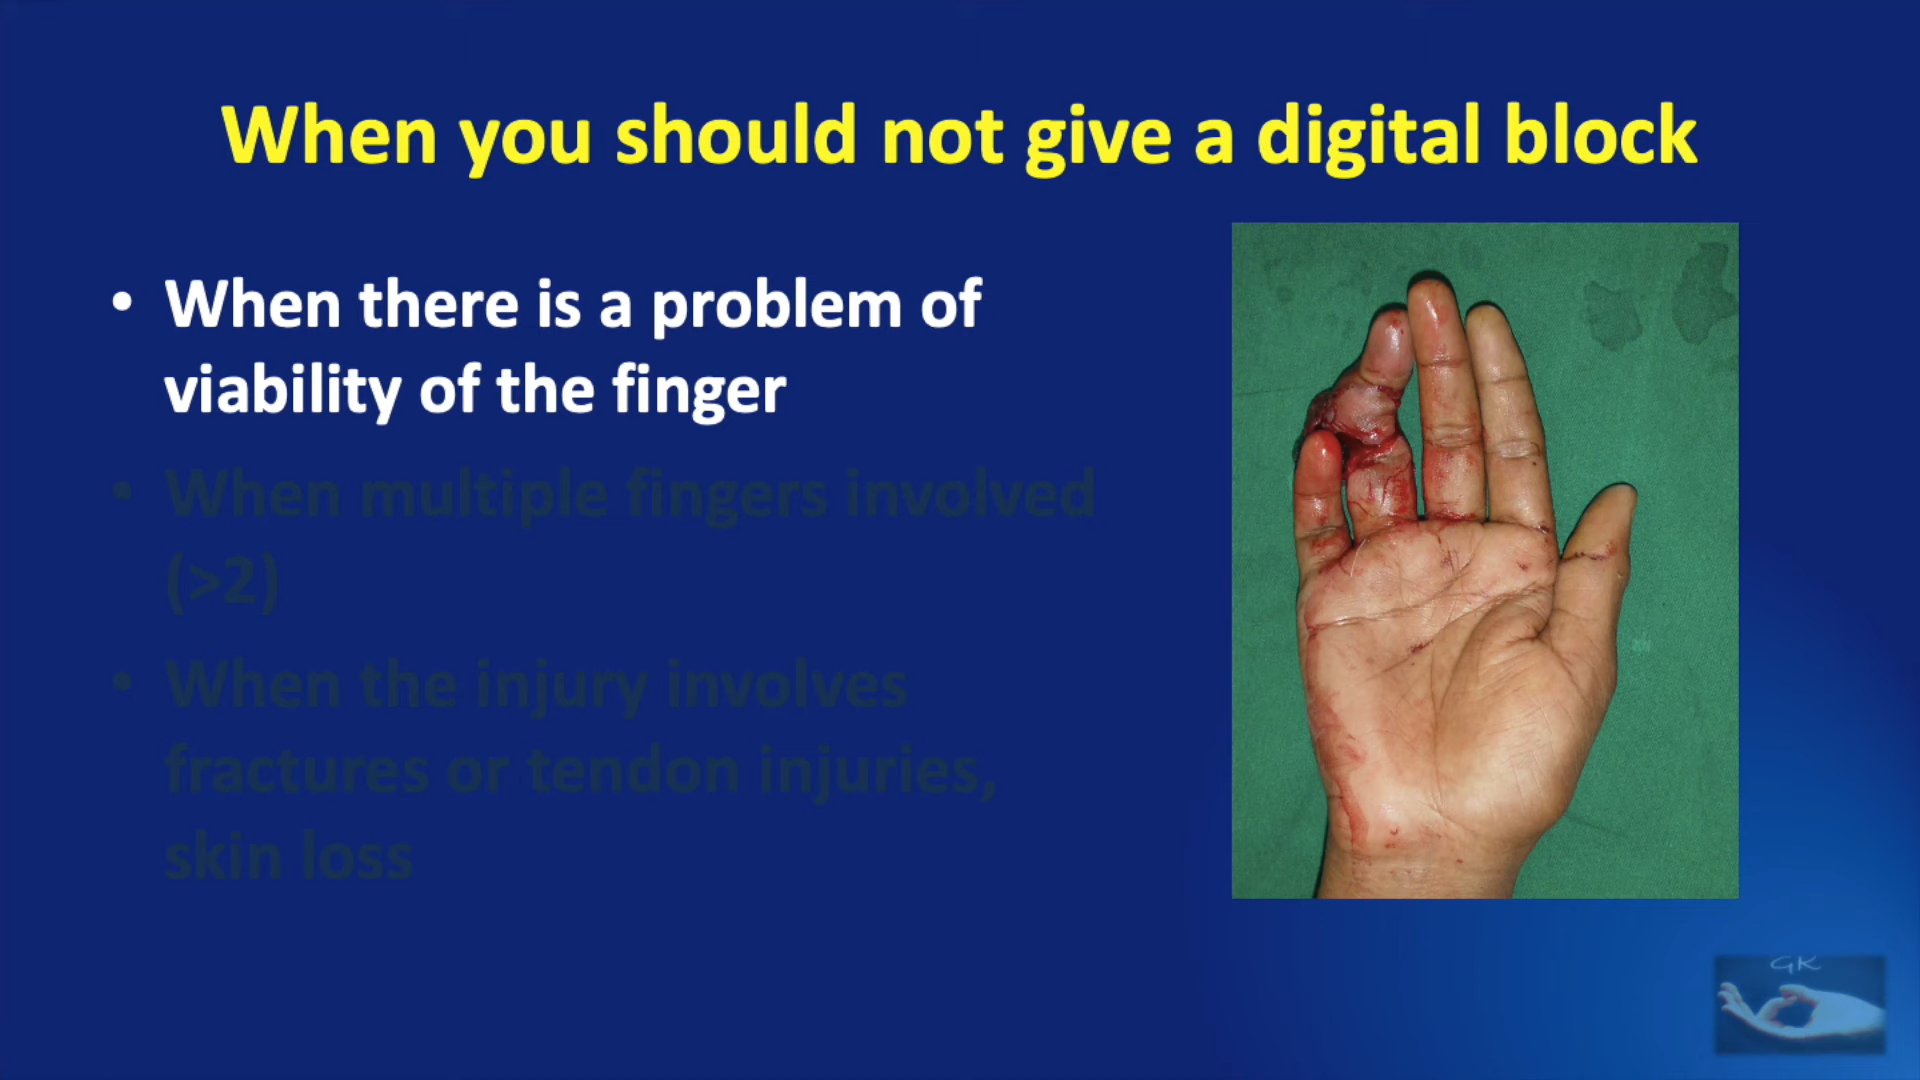 When you should not give a digital block
• When there is a problem of
viability of the finger
• When multiple fingers involved
(>2)
• When the injury involves
fractures or tendon injuries,
skin loss
GK